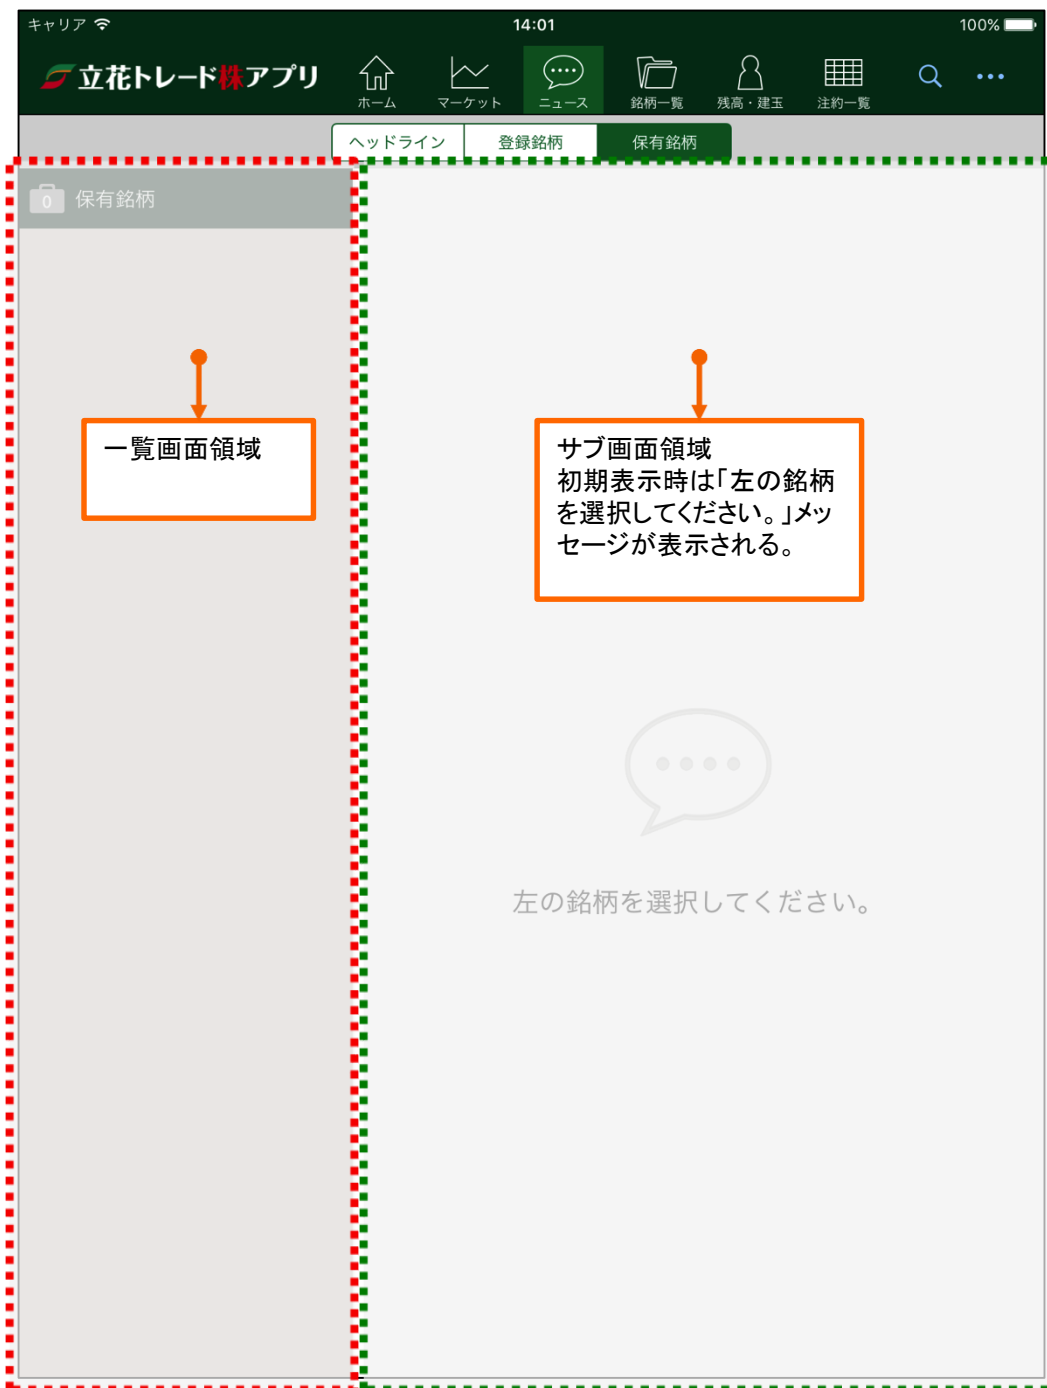 キャリア 14:01 100%
立花トレード株アプリ
ホーム マーケット ニュース 銘柄一覧 残高・建玉 注約一覧
ヘッドライン 登録銘柄 保有銘柄
0 保有銘柄
一覧画面領域
サブ画面領域
初期表示時は「左の銘柄
を選択してください。」メッ
セージが表示される。
左の銘柄を選択してください。